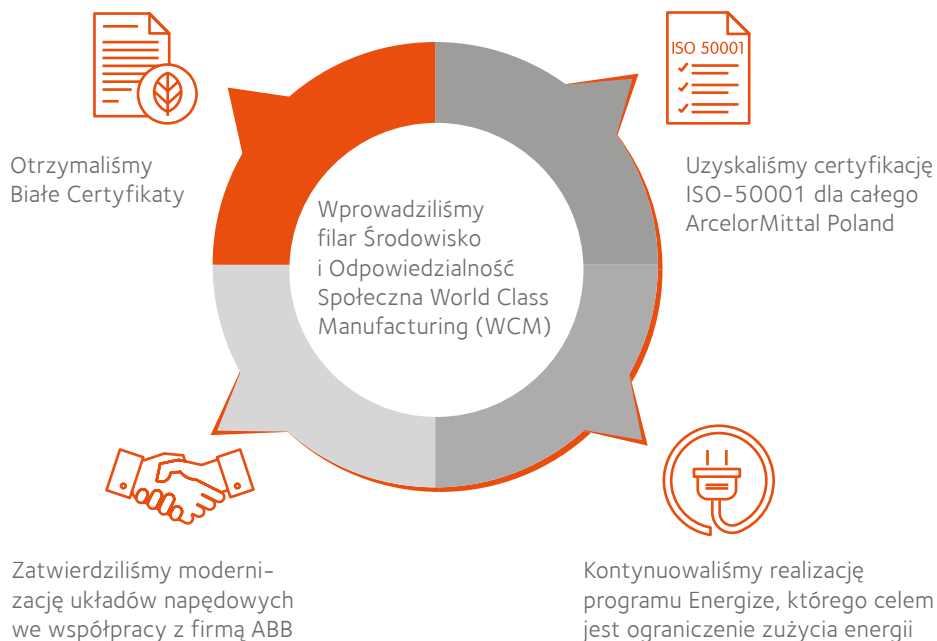 ISO 50001
Otrzymaliśmy
Białe Certyfikaty
Uzyskaliśmy certyfikację
ISO-50001 dla całego
ArcelorMittal Poland
Wprowadziliśmy
filar Środowisko
i Odpowiedzialność
Społeczna World Class
Manufacturing (WCM)
Zatwierdziliśmy moderni-
zację układów napędowych
we współpracy z firmą ABB
Kontynuowaliśmy realizację
programu Energize, którego celem
jest ograniczenie zużycia energii